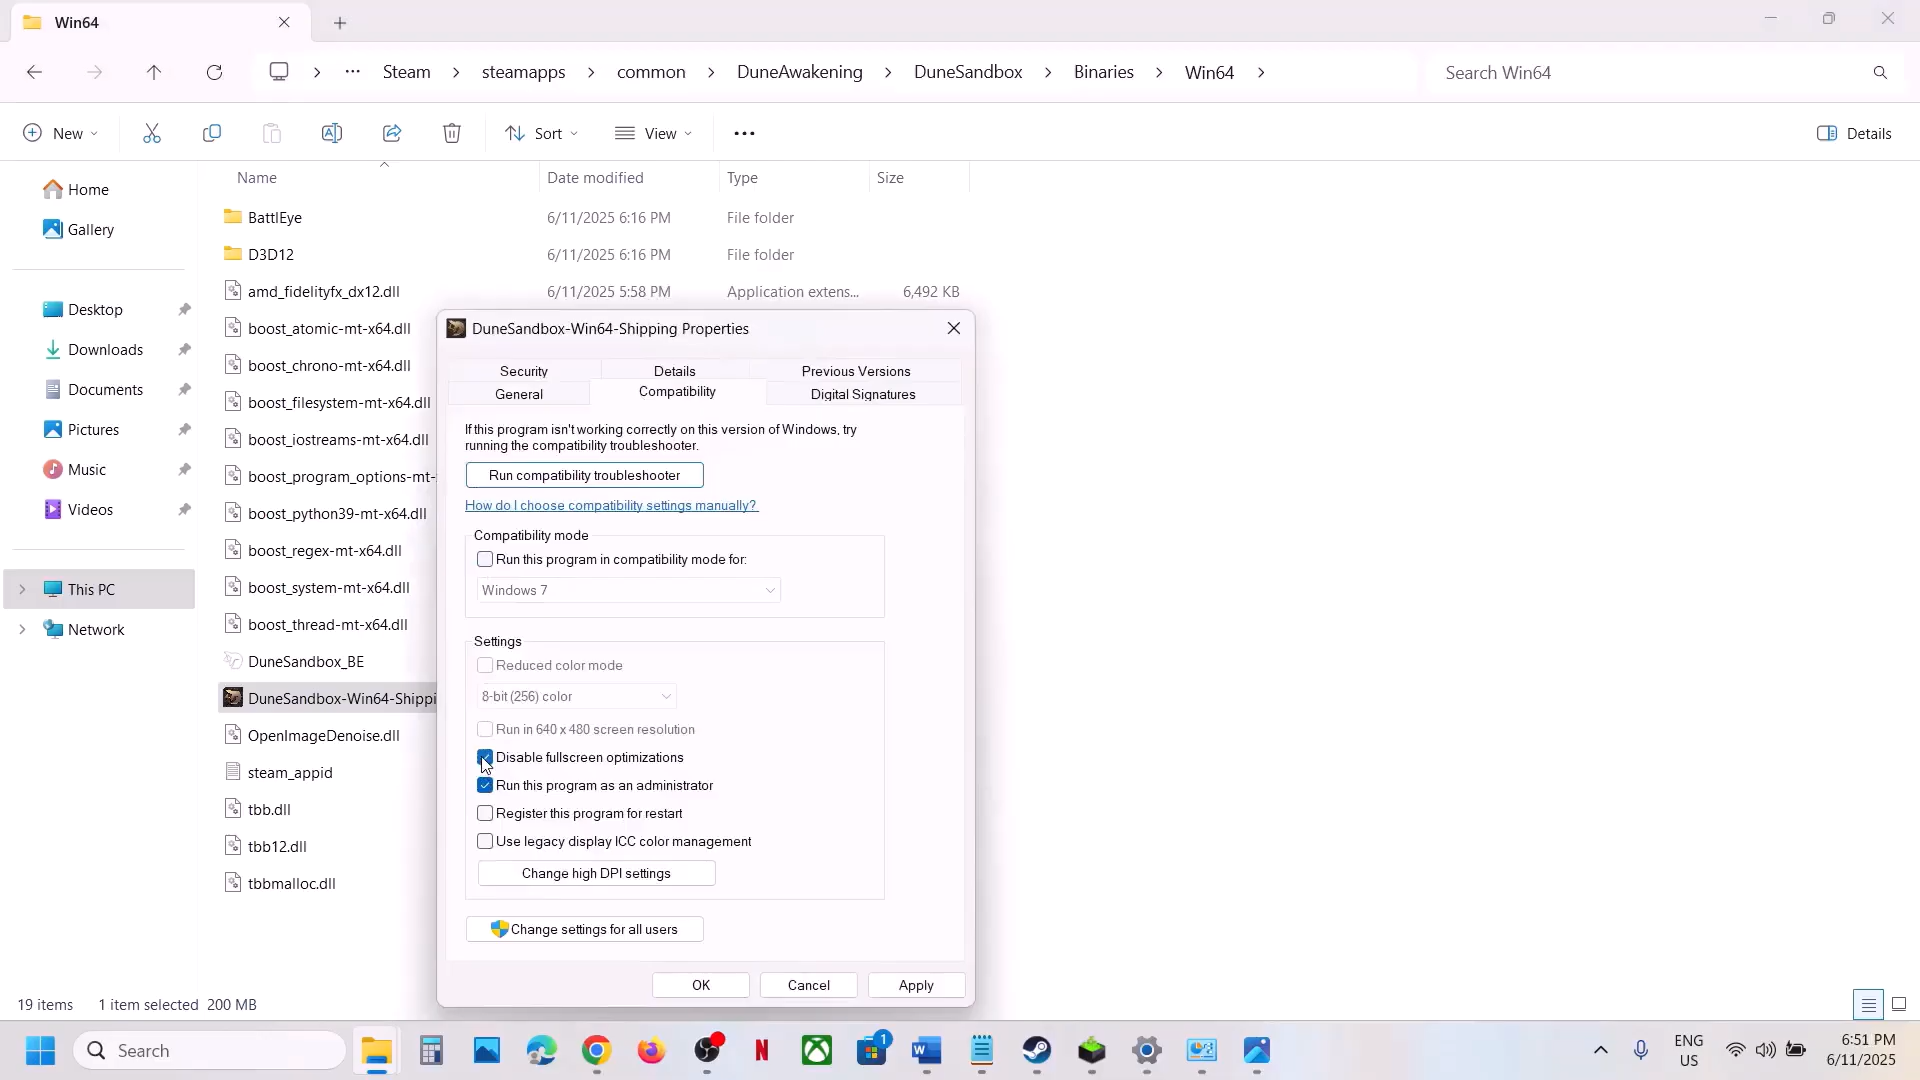 Win64
Steam
steamapps
common
DuneAwakening
DuneSandbox
Binaries
Win64
Search Win64
New
Sort
View
Details
Name
Date modified
Type
Size
Home
Gallery
Desktop
Downloads
Documents
Pictures
Music
Videos
This PC
Network
BattlEye 6/11/2025 6:16 PM File folder
D3D12 6/11/2025 6:16 PM File folder
amd_fidelityfx_dx12.dll 6/11/2025 5:58 PM Application extens... 6,492 KB
boost_atomic-mt-x64.dll
boost_chrono-mt-x64.dll
boost_filesystem-mt-x64.dll
boost_iostreams-mt-x64.dll
boost_program_options-mt-
boost_python39-mt-x64.dll
boost_regex-mt-x64.dll
boost_system-mt-x64.dll
boost_thread-mt-x64.dll
DuneSandbox_BE
DuneSandbox-Win64-Shippi
OpenImageDenoise.dll
steam_appid
tbb.dll
tbb12.dll
tbbmalloc.dll
DuneSandbox-Win64-Shipping Properties
Security
Details
Previous Versions
General
Compatibility
Digital Signatures
If this program isn't working correctly on this version of Windows, try
running the compatibility troubleshooter.
Run compatibility troubleshooter
How do I choose compatibility settings manually?
Compatibility mode
Run this program in compatibility mode for:
Windows 7
Settings
Reduced color mode
8-bit (256) color
Run in 640 x 480 screen resolution
Disable fullscreen optimizations
Run this program as an administrator
Register this program for restart
Use legacy display ICC color management
Change high DPI settings
Change settings for all users
OK
Cancel
Apply
19 items
1 item selected 200 MB
Search
1
ENG
US
6:51 PM
6/11/2025